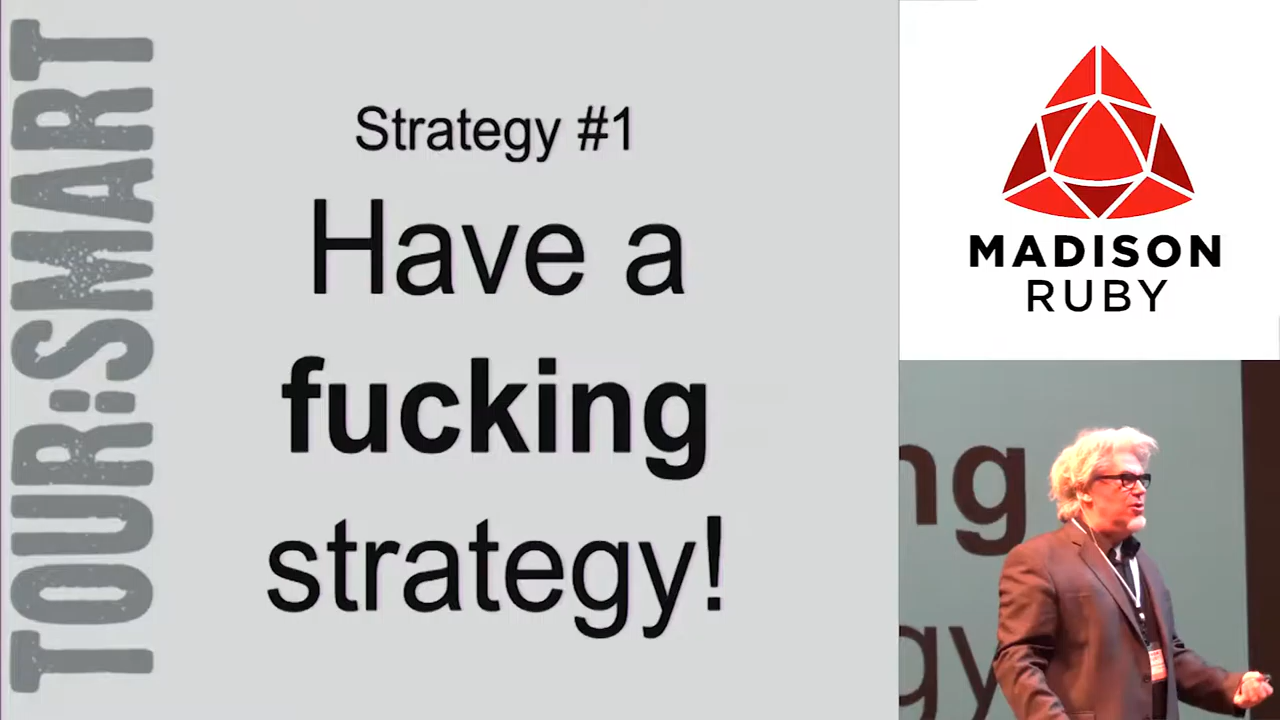 TOUR:SMART
Strategy #1
Have a
fucking
strategy!
MADISON
RUBY
ng
gy